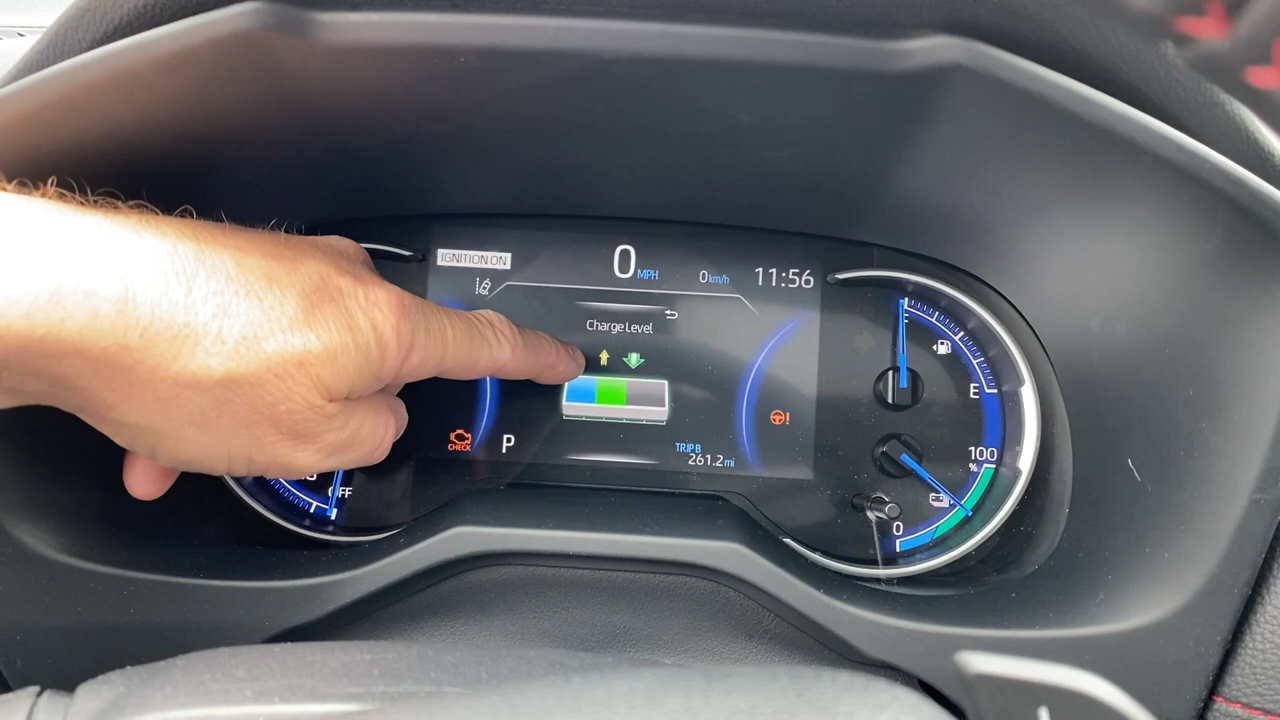 IGNITION ON
0 MPH
0 km/h
11:56
Charge Level
CHECK
P
TRIP B
261.2 mi
OFF
E
100
%
0